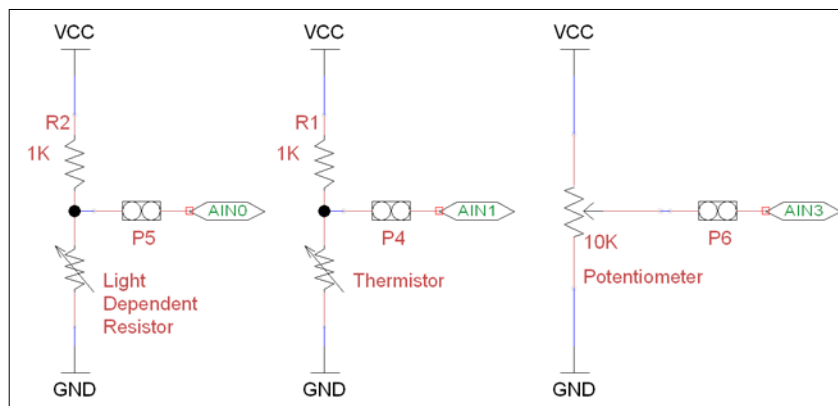 VCC
R2
1K
AIN0
P5
Light
Dependent
Resistor
GND
VCC
R1
1K
AIN1
P4
Thermistor
GND
VCC
AIN3
10K
P6
Potentiometer
GND